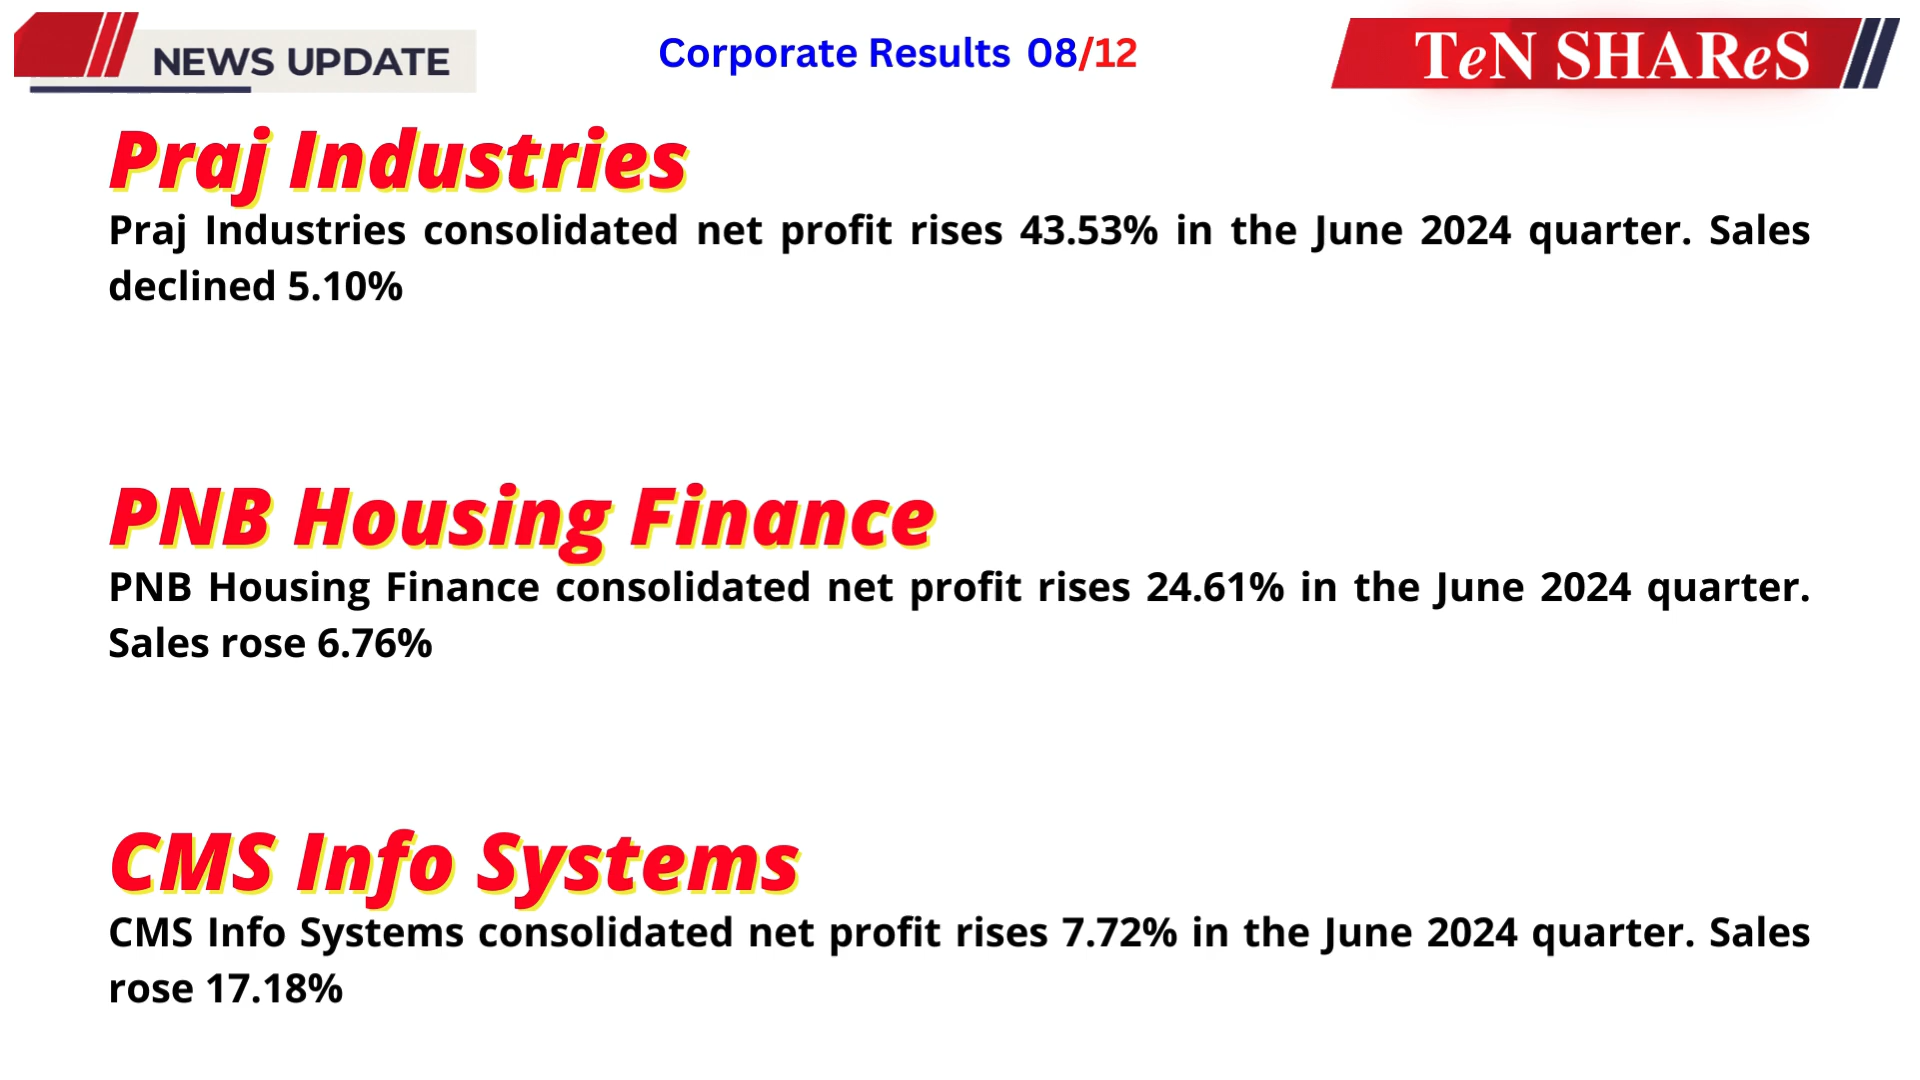 NEWS UPDATE
Corporate Results 08/12
TeN SHAReS
Praj Industries
Praj Industries consolidated net profit rises 43.53% in the June 2024 quarter. Sales
declined 5.10%
PNB Housing Finance
PNB Housing Finance consolidated net profit rises 24.61% in the June 2024 quarter.
Sales rose 6.76%
CMS Info Systems
CMS Info Systems consolidated net profit rises 7.72% in the June 2024 quarter. Sales
rose 17.18%